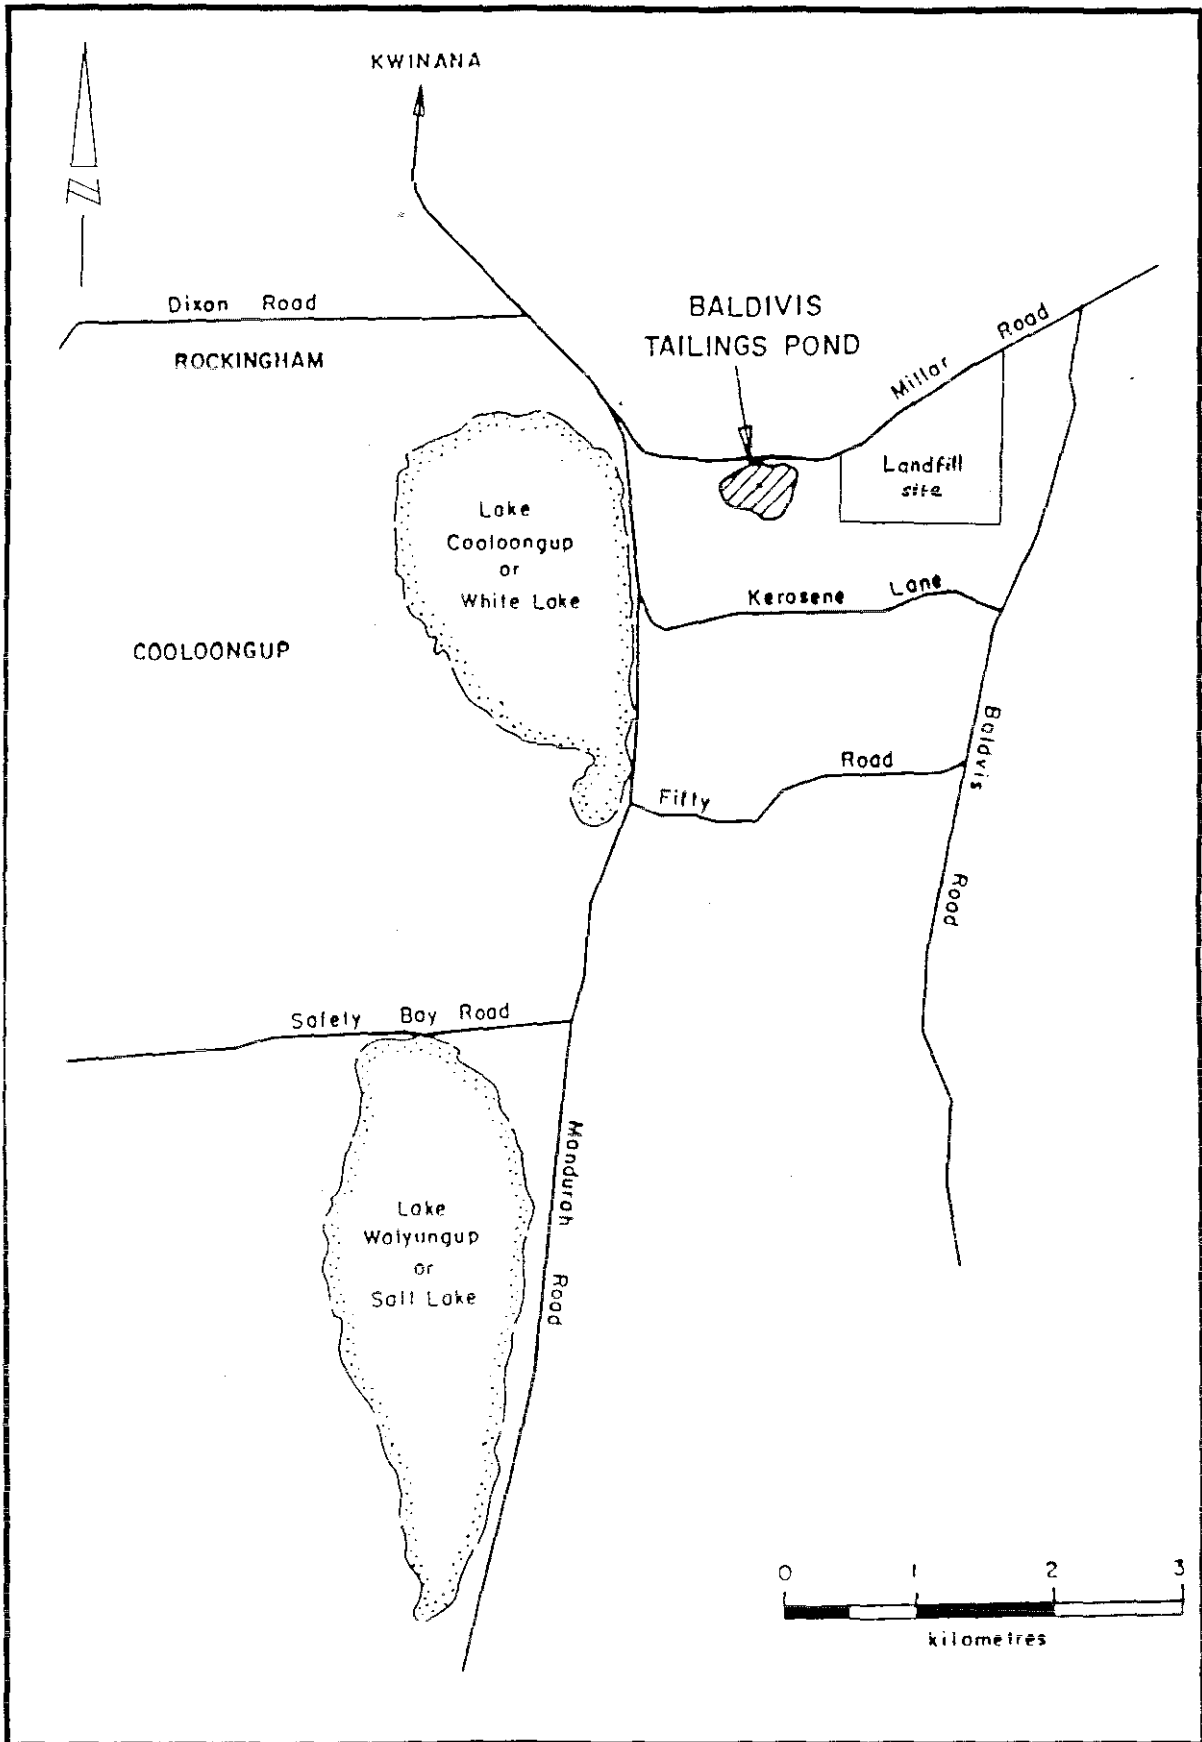 KWINANA
N
Dixon Road
ROCKINGHAM
BALDIVIS
TAILINGS POND
Millar Road
Landfill
site
Lake
Cooloongup
or
White Lake
Kerosene Lane
COOLOONGUP
Baldvis Road
Fifty Road
Safety Bay Road
Mandurah Road
Lake
Walyungup
or
Salt Lake
0 1 2 3
kilometres